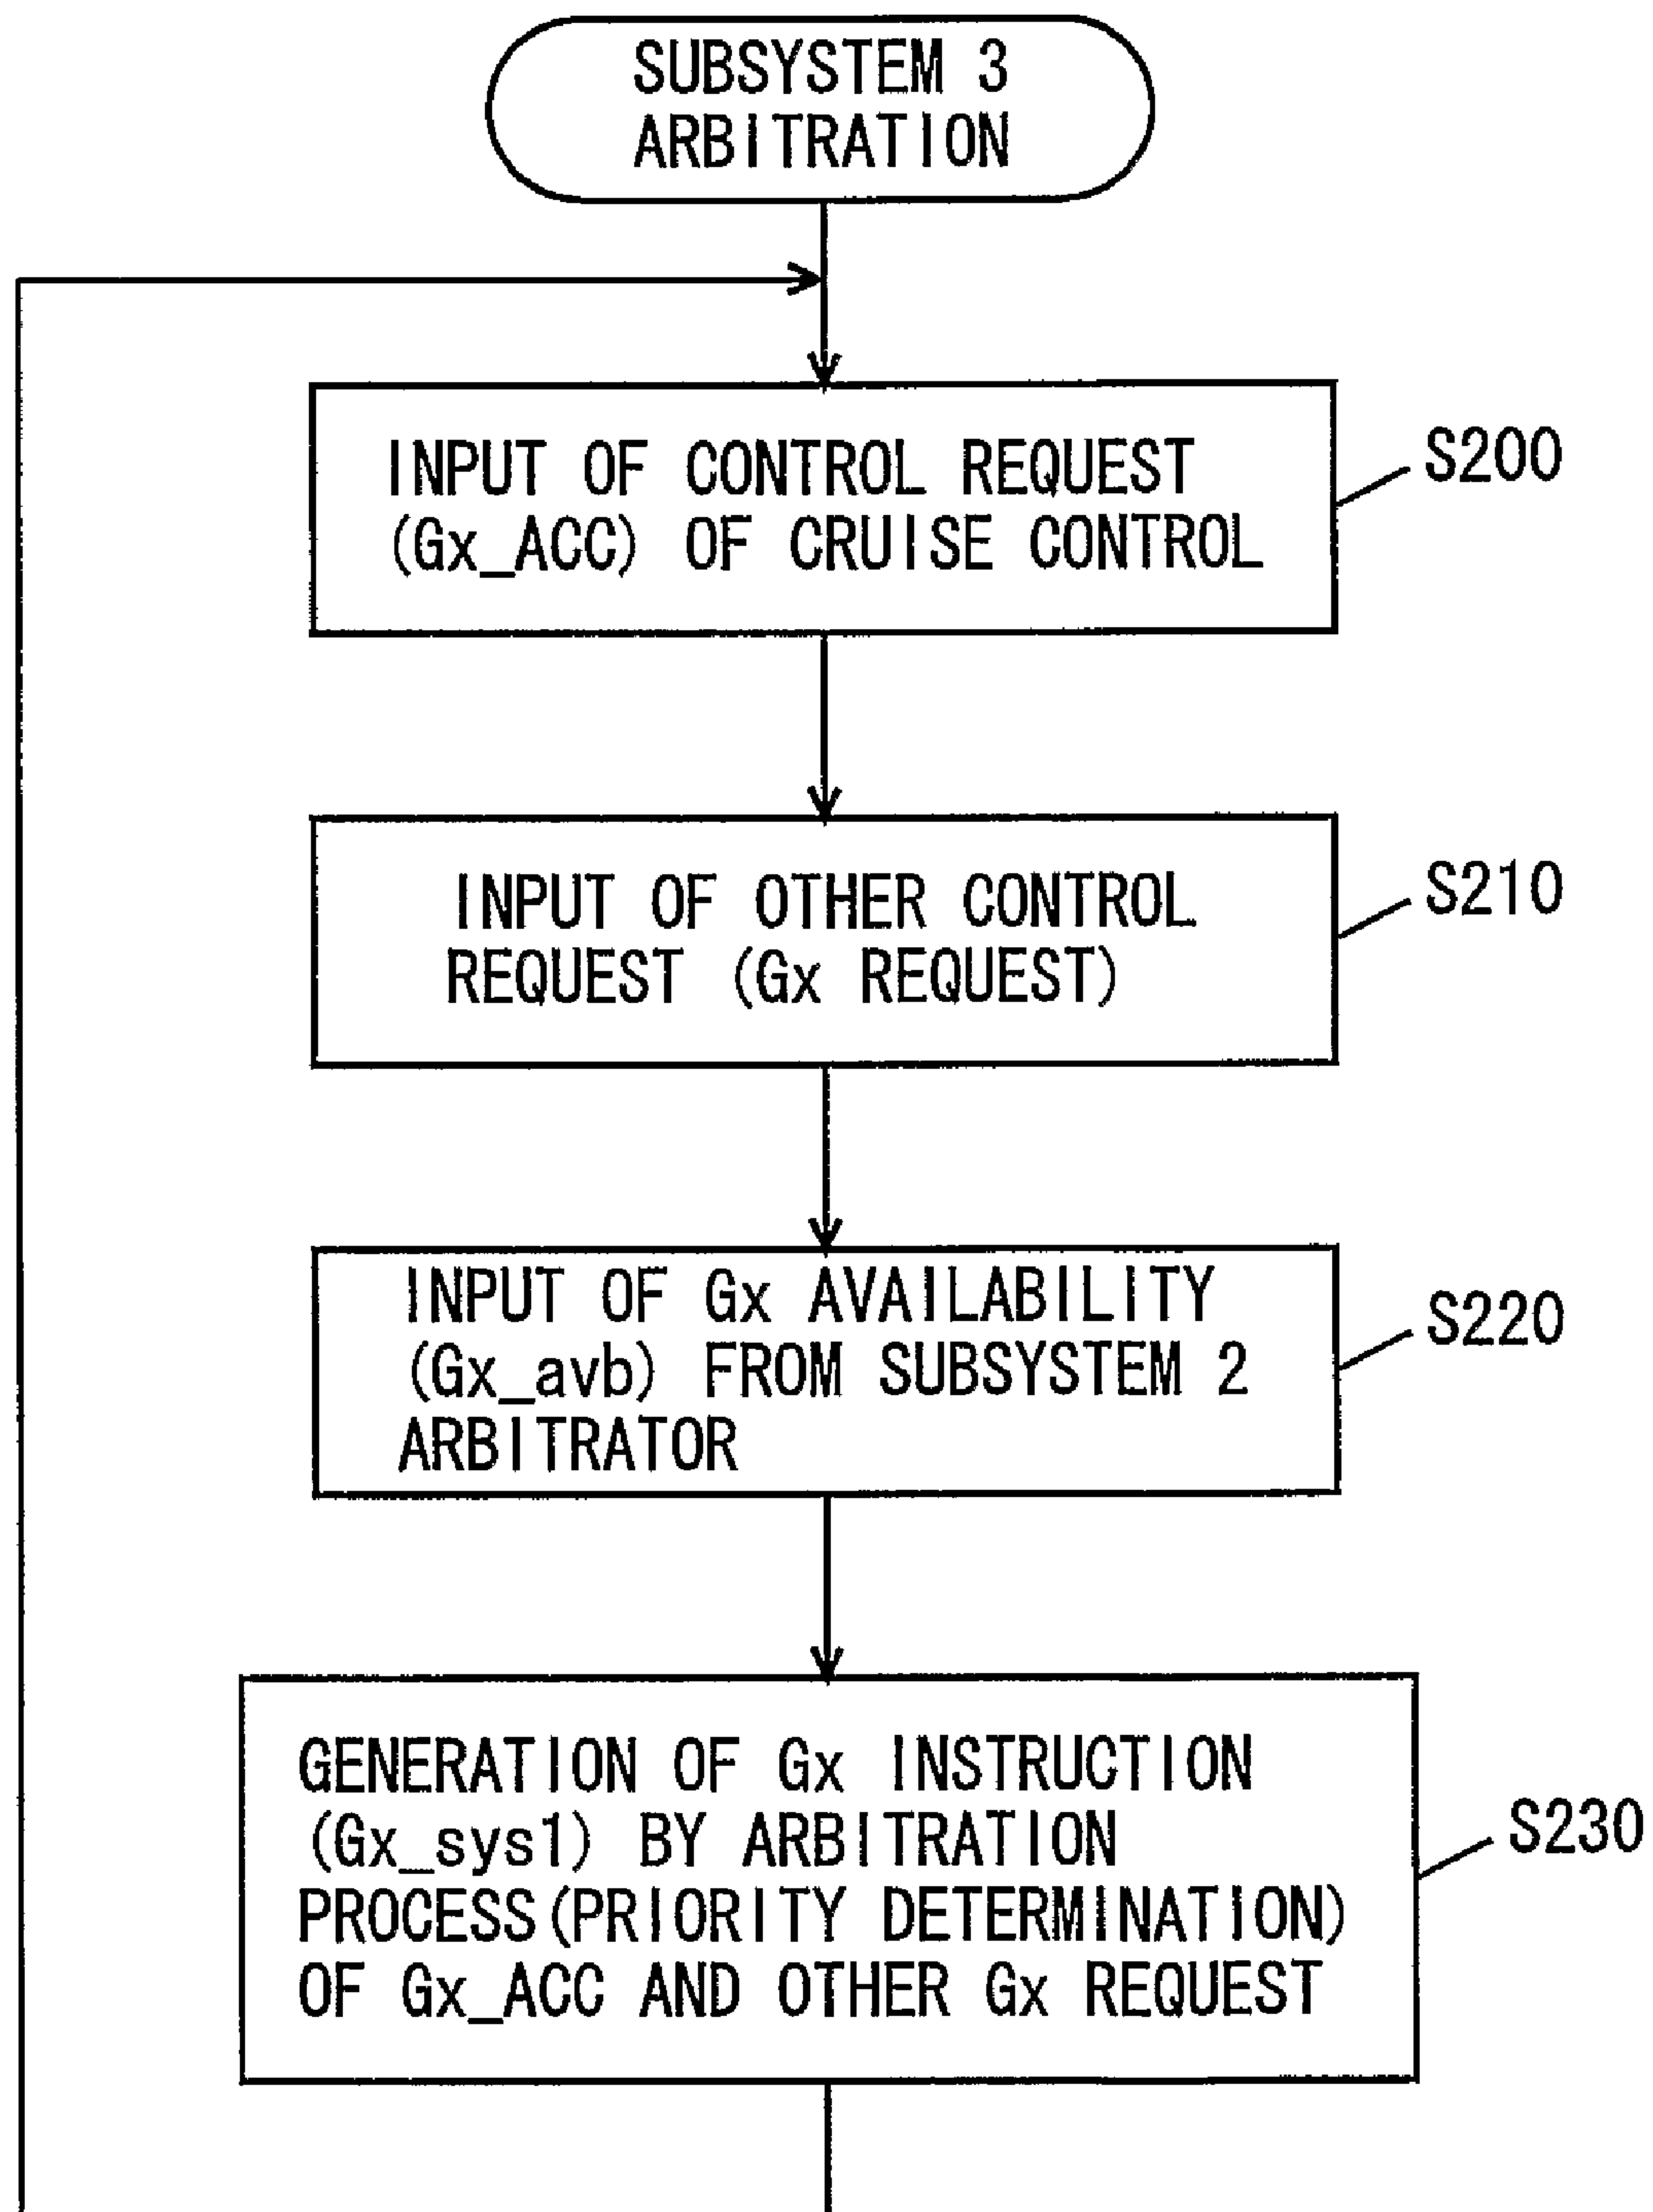 SUBSYSTEM 3
ARBITRATION
INPUT OF CONTROL REQUEST
(Gx_ACC) OF CRUISE CONTROL
S200
INPUT OF OTHER CONTROL
REQUEST (Gx REQUEST)
S210
INPUT OF Gx AVAILABILITY
(Gx_avb) FROM SUBSYSTEM 2
ARBITRATOR
S220
GENERATION OF Gx INSTRUCTION
(Gx_sys1) BY ARBITRATION
PROCESS(PRIORITY DETERMINATION)
OF Gx_ACC AND OTHER Gx REQUEST
S230